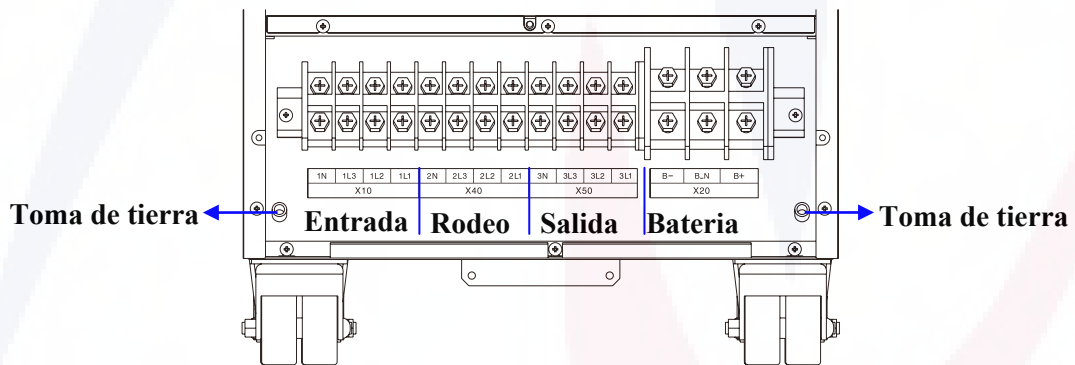 1N 1L3 1L2 1L1 2N 2L3 2L2 2L1 3N 3L3 3L2 3L1 B- B_N B+
X10 X40 X50 X20
Toma de tierra Entrada Rodeo Salida Bateria Toma de tierra